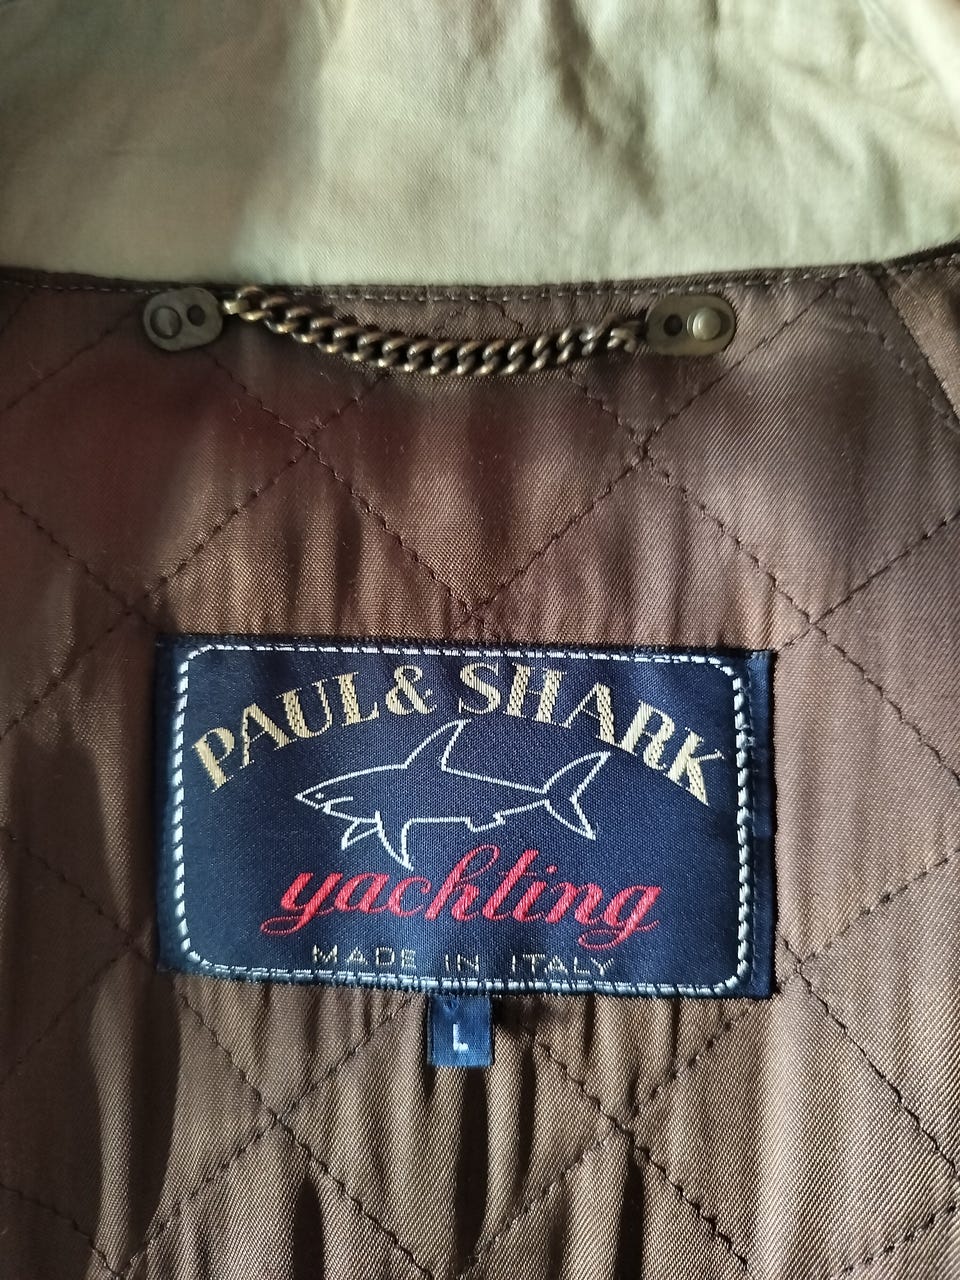 PAUL & SHARK
yachting
MADE IN ITALY
L